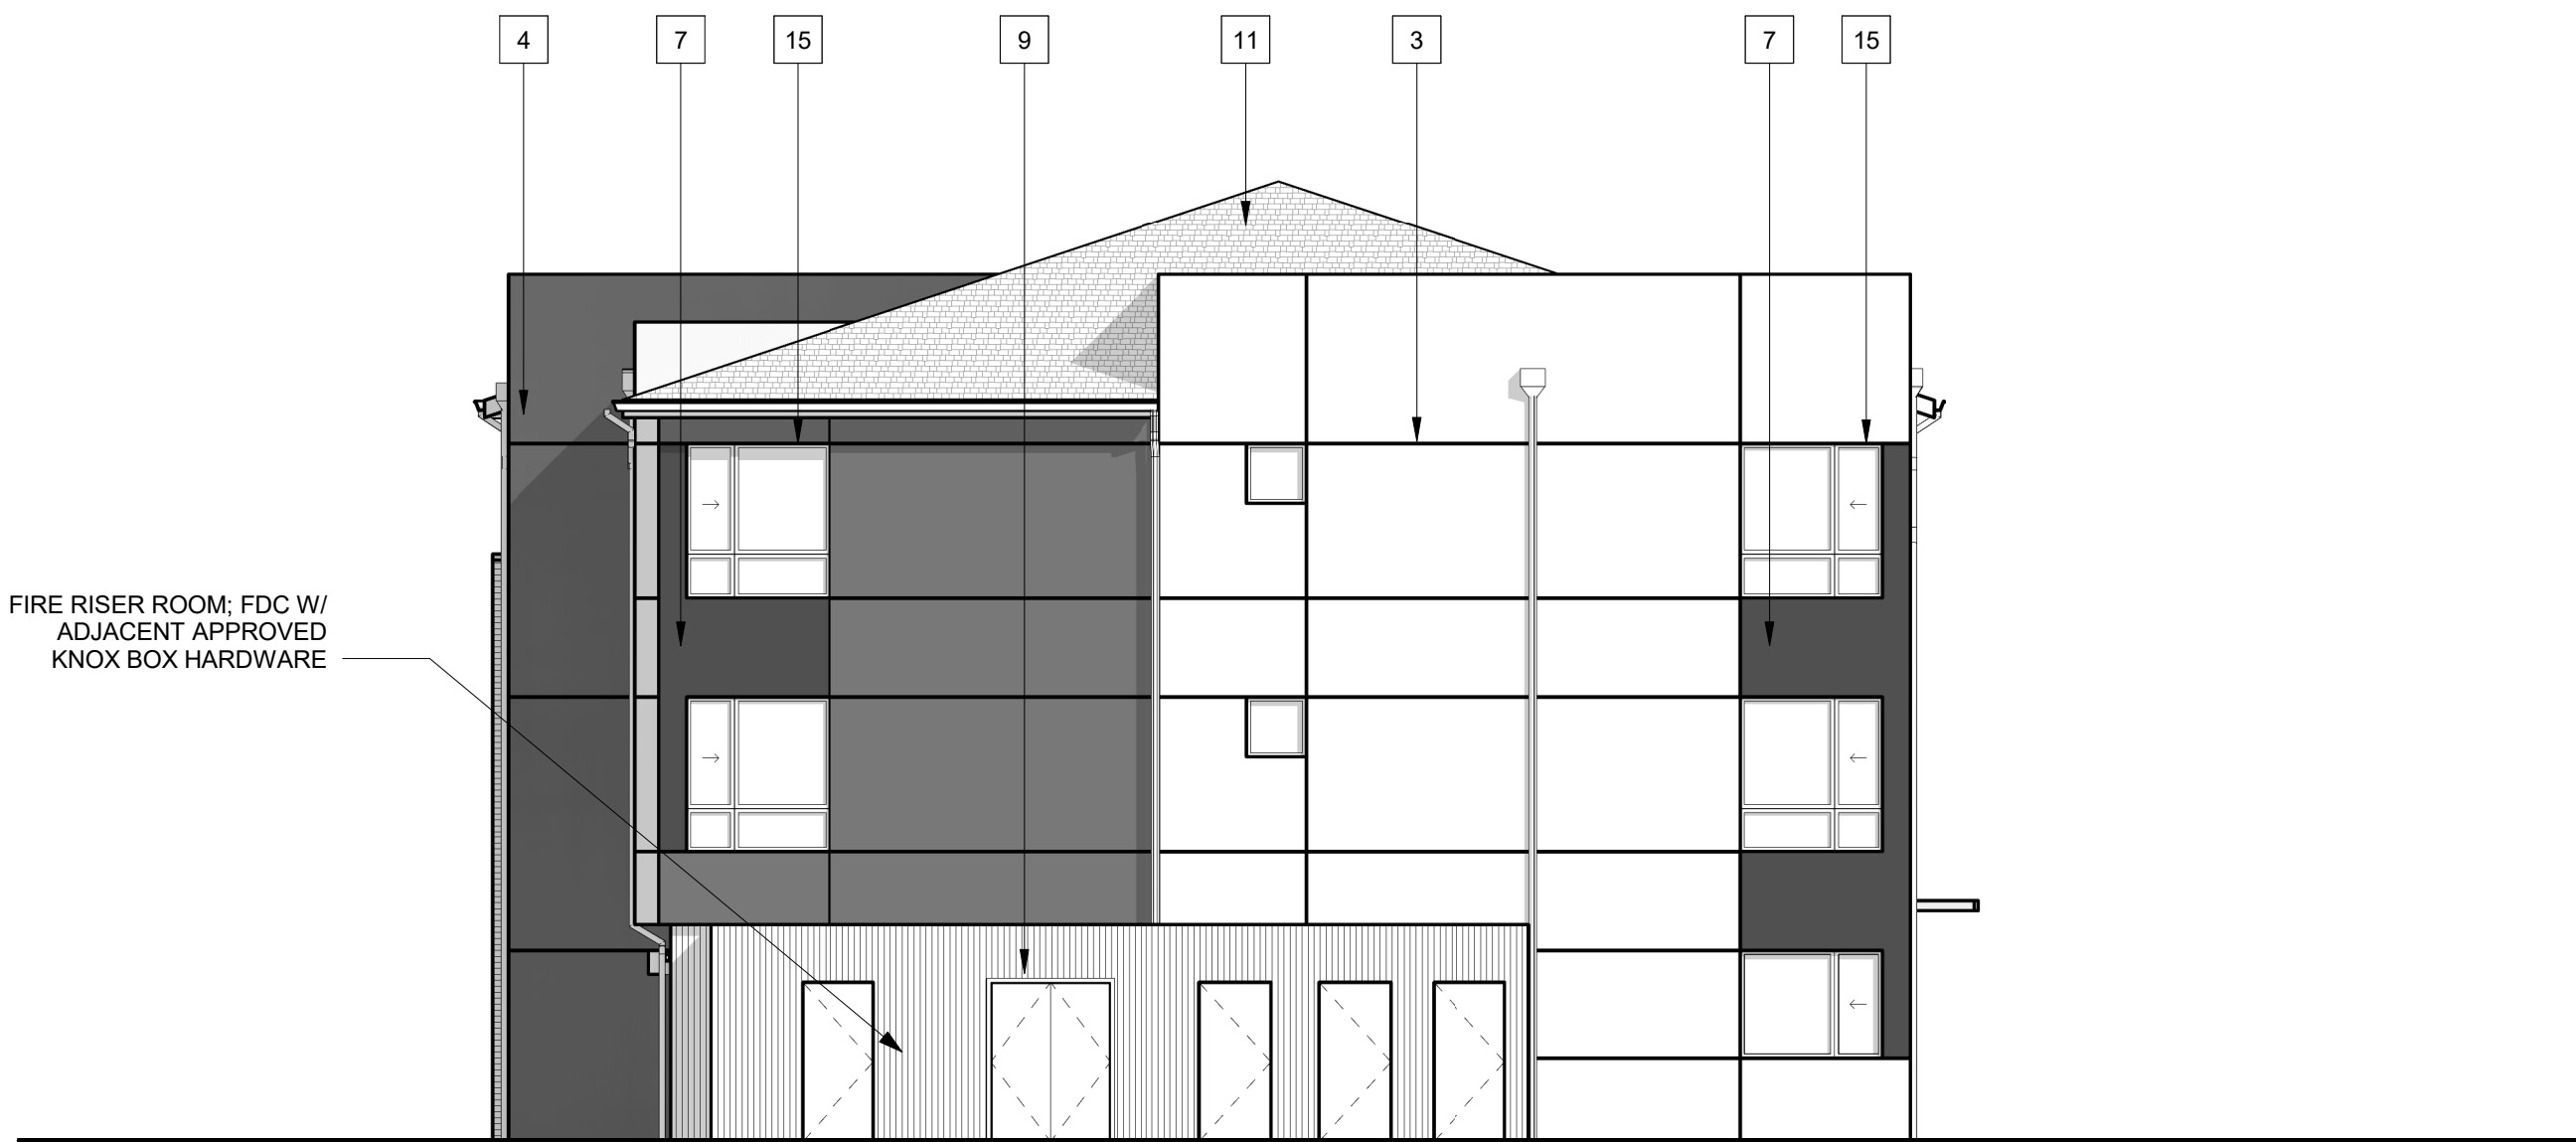 4
7
15
9
11
3
7
15
FIRE RISER ROOM; FDC W/
ADJACENT APPROVED
KNOX BOX HARDWARE